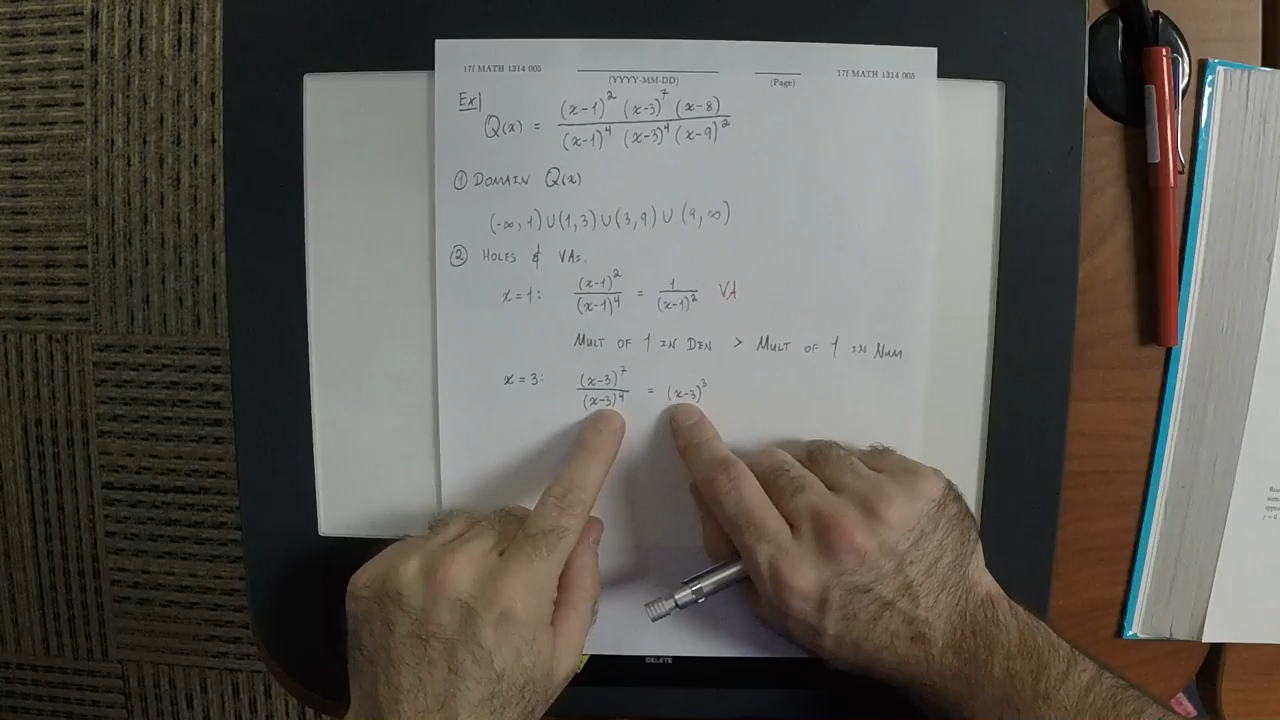 17f MATH 1314 005 (YYYY-MM-DD) (Page) 17f MATH 1314 005
Ex| Q(x) = (x-1)^2 (x-3)^7 (x-8) / (x-1)^4 (x-3)^4 (x-9)^2
① DOMAIN Q(x)
(-∞, 1) ∪ (1, 3) ∪ (3, 9) ∪ (9, ∞)
② HOLES & VAs.
x = 1: (x-1)^2 / (x-1)^4 = 1 / (x-1)^2 VA
MULT OF 1 IN DEN > MULT OF 1 IN NUM
x = 3: (x-3)^7 / (x-3)^4 = (x-3)^3
DELETE